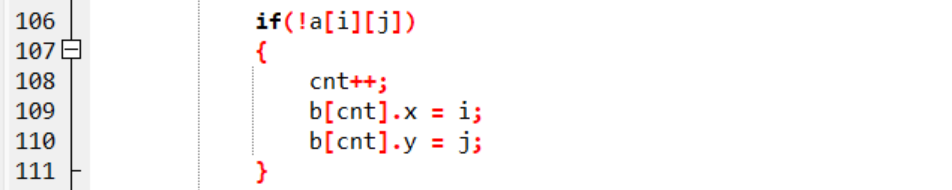 106 if(!a[i][j])
107 {
108 cnt++;
109 b[cnt].x = i;
110 b[cnt].y = j;
111 }